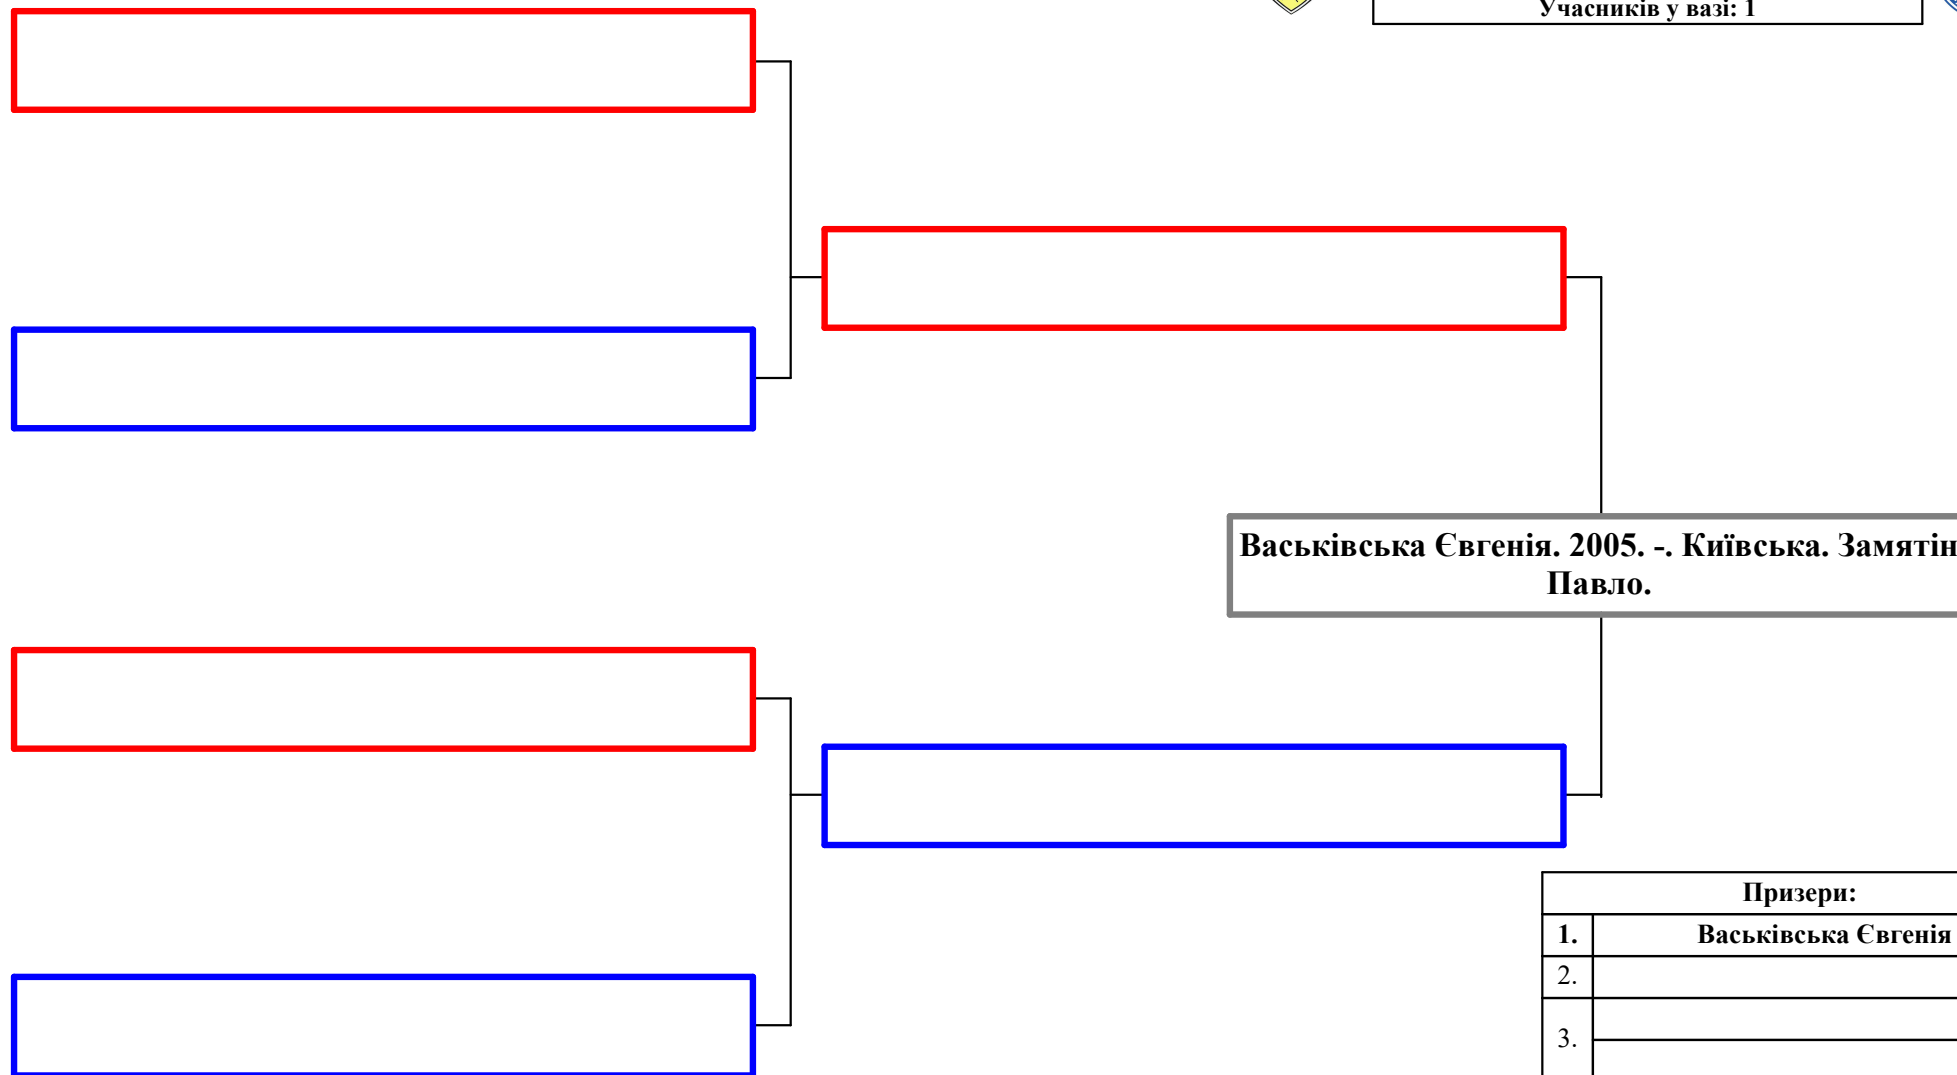 Учасників у вазі: 1
Васьківська Євгенія. 2005. -. Київська. Замятін
Павло.
Призери:
1. Васьківська Євгенія
2.
3.